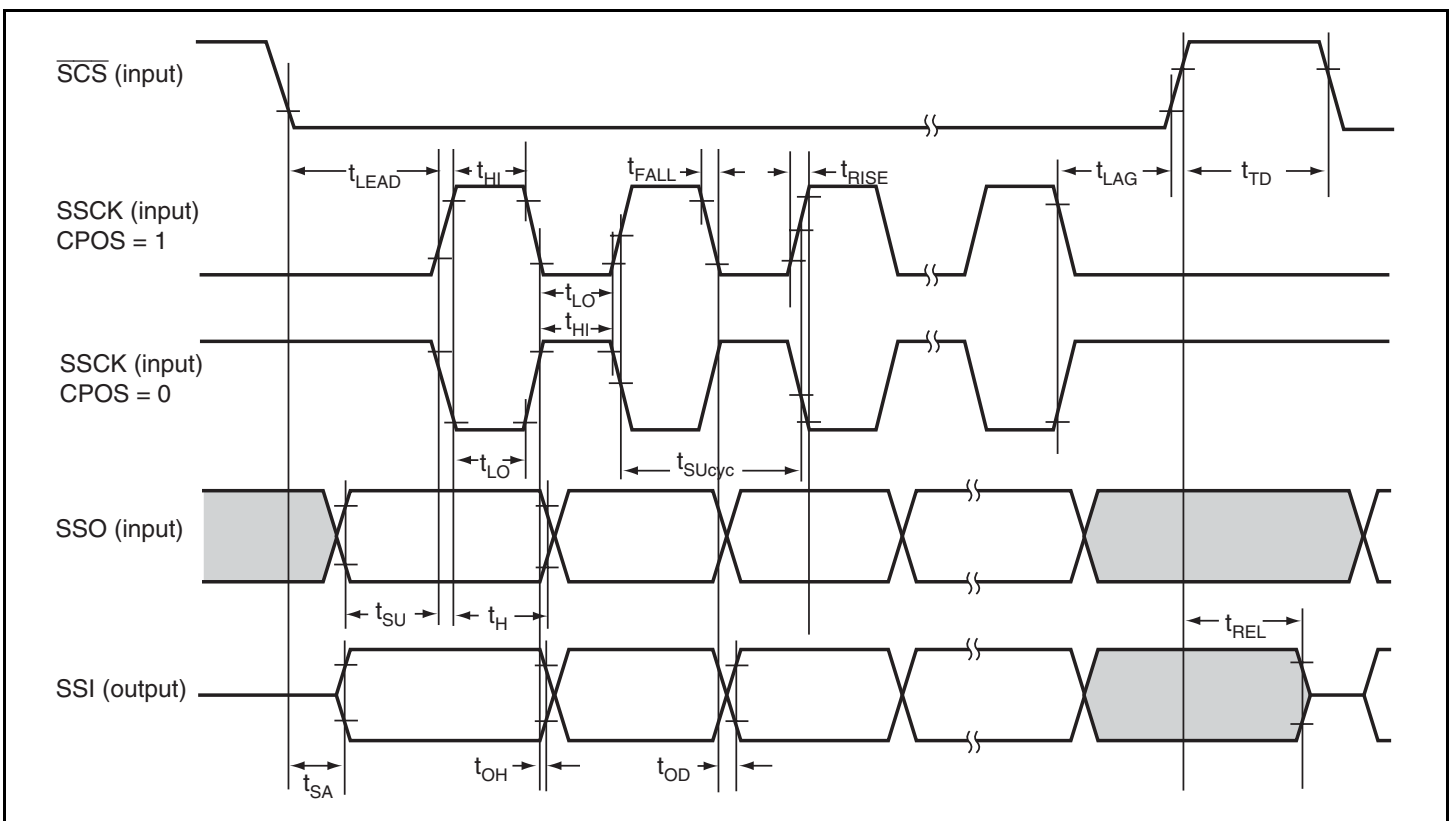 SCS (input)
tLEAD
tHI
tFALL
tRISE
tLAG
tTD
SSCK (input)
CPOS = 1
tLO
tHI
SSCK (input)
CPOS = 0
tLO
tSUcyc
SSO (input)
tSU
tH
tREL
SSI (output)
tSA
tOH
tOD